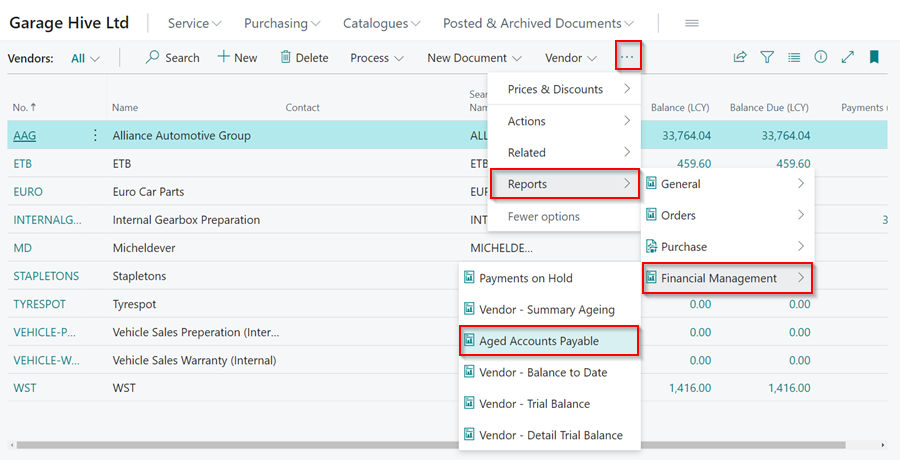 Garage Hive Ltd Service Purchasing Catalogues Posted & Archived Documents
Vendors: All Search New Delete Process New Document Vendor ...
Prices & Discounts
Actions
Related
Reports
Fewer options
General
Orders
Purchase
Financial Management
Payments on Hold
Vendor - Summary Ageing
Aged Accounts Payable
Vendor - Balance to Date
Vendor - Trial Balance
Vendor - Detail Trial Balance
No. ↑ Name Contact Sea Name Balance (LCY) Balance Due (LCY) Payments (
AAG Alliance Automotive Group ALL 33,764.04 33,764.04
ETB ETB ETB 459.60 459.60
EURO Euro Car Parts EUF
INTERNALG... Internal Gearbox Preparation INT 3
MD Micheldever MICHELDE...
STAPLETONS Stapletons
TYRESPOT Tyrespot 0.00 0.00
VEHICLE-P... Vehicle Sales Preperation (Inter... 0.00 0.00
VEHICLE-W... Vehicle Sales Warranty (Internal) 0.00 0.00
WST WST 1,416.00 1,416.00